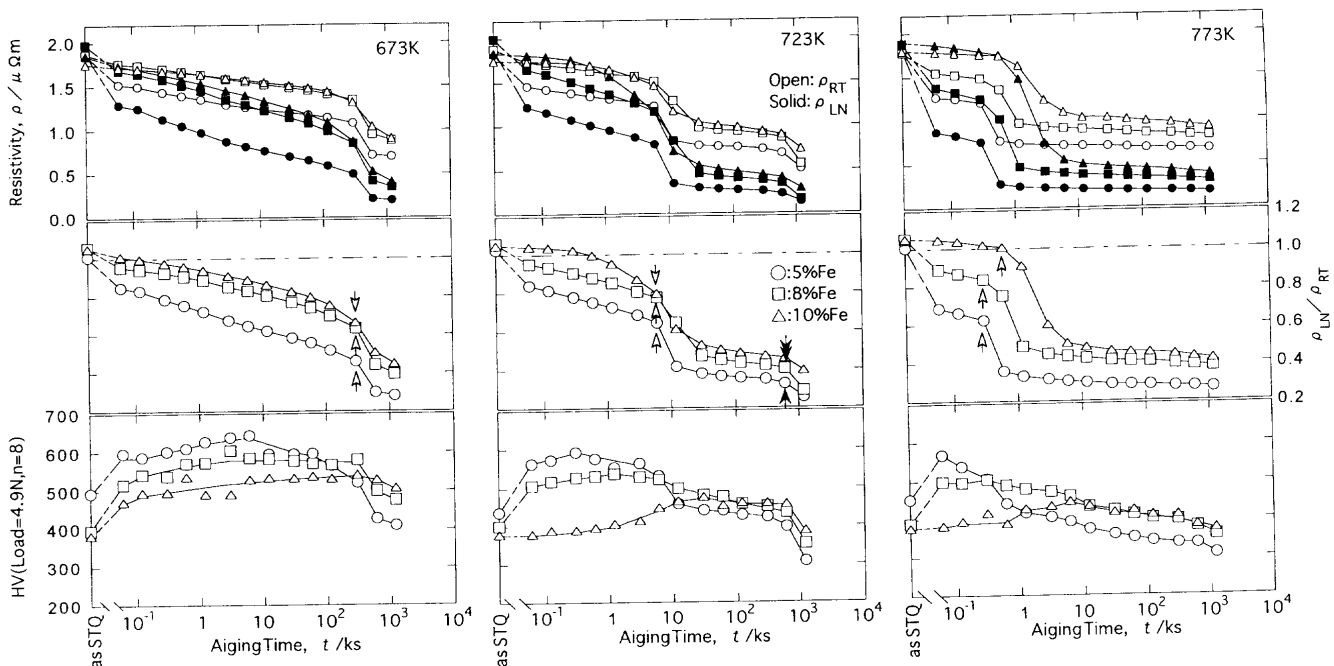 673K
723K
773K
Resistivity, ρ / μ Ωm
2.0
1.5
1.0
0.5
0.0
Open: ρRT
Solid: ρLN
○:5%Fe
□:8%Fe
△:10%Fe
1.2
1.0
0.8
0.6
0.4
0.2
ρLN / ρRT
HV(Load=4.9N,n=8)
700
600
500
400
300
200
as STQ
10-1
1
10
102
103
104
AigingTime, t /ks
as STQ
10-1
1
10
102
103
104
AigingTime, t /ks
as STQ
10-1
1
10
102
103
104
AigingTime, t /ks